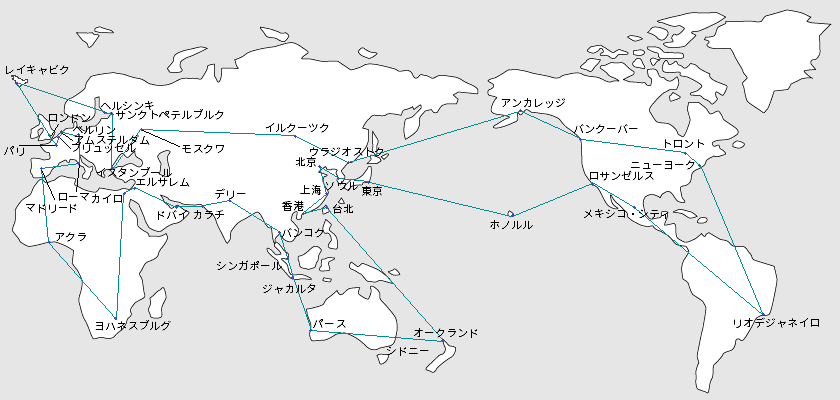 レイキャビク
ヘルシンキ
サンクトペテルブルク
ロンドン
ベルリン
アムステルダム
ブリュッセル
パリ
モスクワ
イルクーツク
ウラジオストク
北京
イスタンブール
エルサレム
ローマ
カイロ
マドリード
ドバイ
カラチ
デリー
上海
ソウル
東京
香港
台北
アクラ
バンコク
シンガポール
ジャカルタ
ヨハネスブルグ
パース
オークランド
シドニー
アンカレッジ
バンクーバー
トロント
ニューヨーク
ロサンゼルス
メキシコ・シティ
ホノルル
リオデジャネイロ